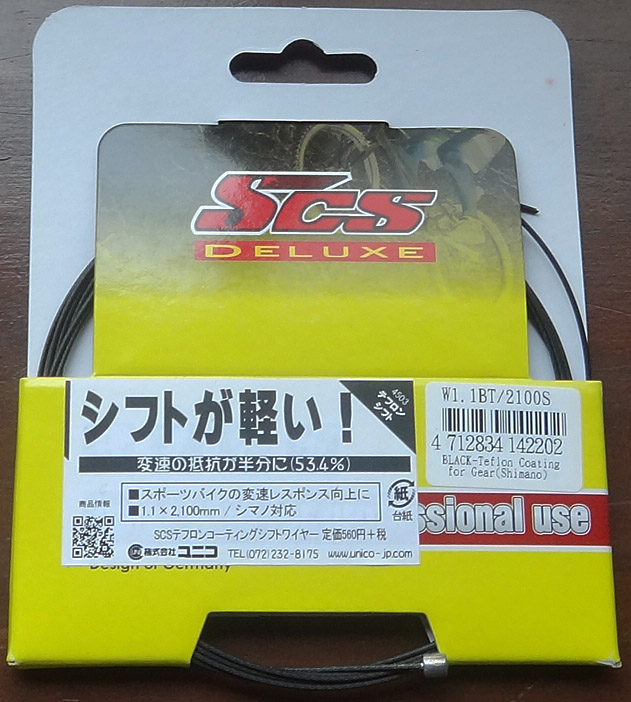 SCS
DELUXE
シフトが軽い!
4503
テフロン
シフト
変速の抵抗が半分に(53.4%)
■スポーツバイクの変速レスポンス向上に
■1.1×2,100mm / シマノ対応
商品情報
紙
台紙
SCSテフロンコーティングシフトワイヤー 定価560円+税
UNI 株式会社 ユニコ TEL(072)232-8175 www.unico-jp.com
W1.1BT/2100S
4 712834 142202
BLACK-Teflon Coating
for Gear(Shimano)
ssional use
Design of Germany